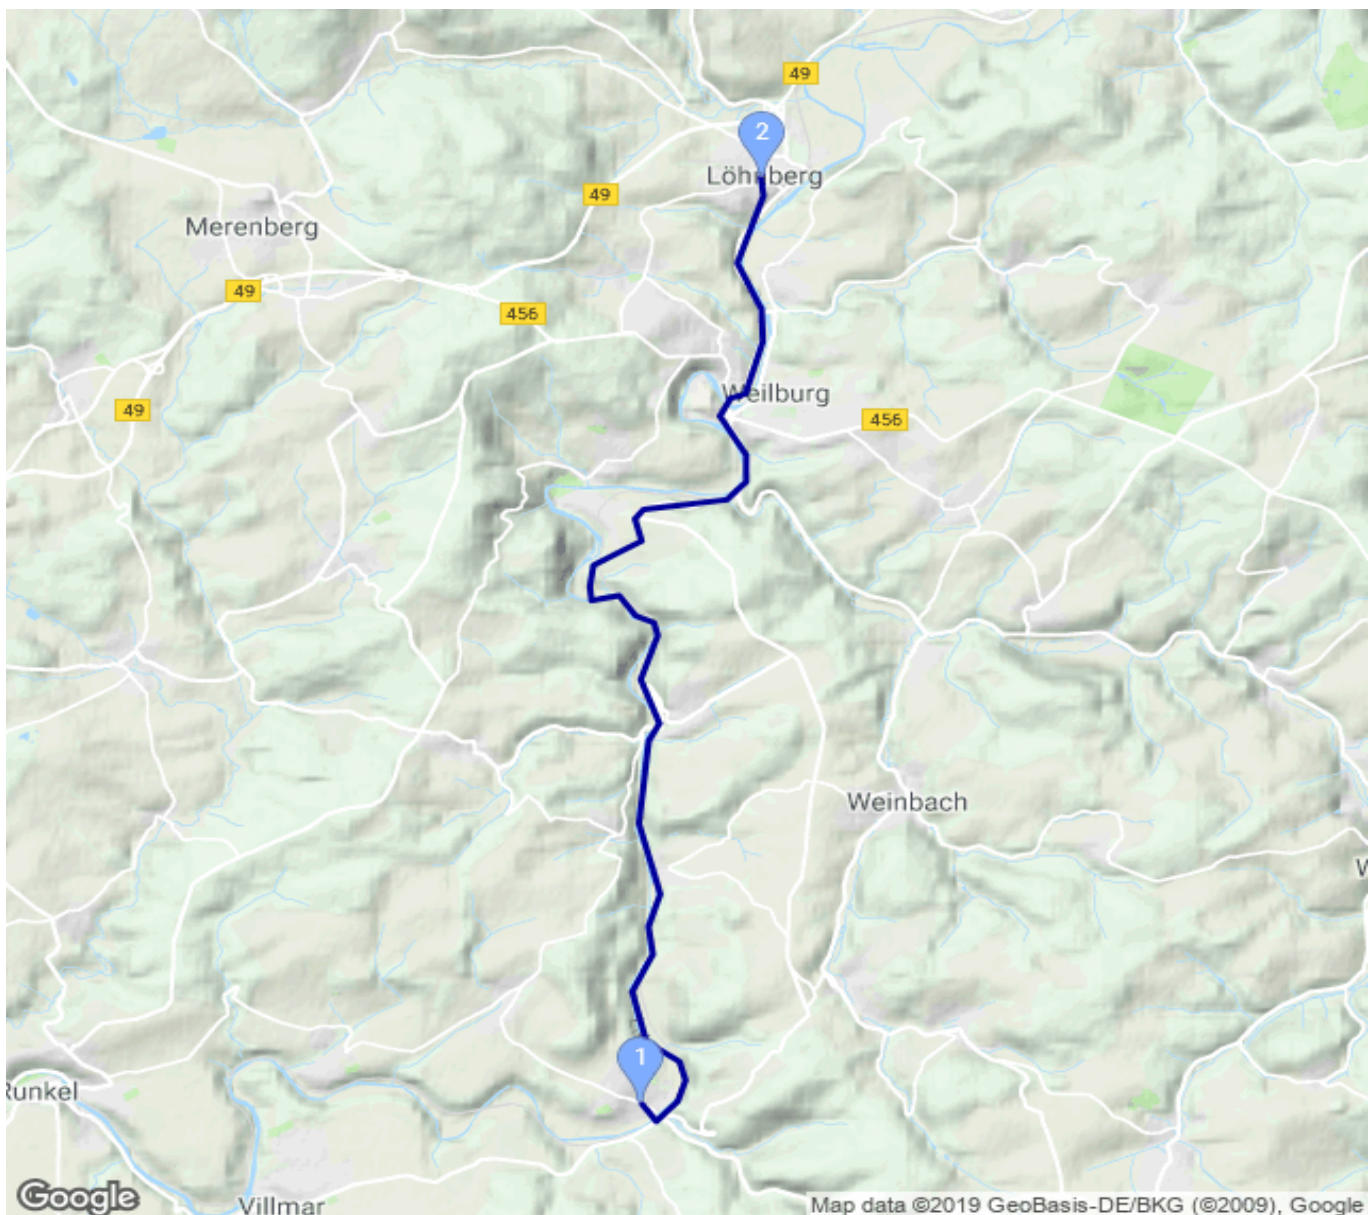 49
2
Löhnberg
49
Merenberg
49
456
Weilburg
49
456
Weinbach
W
1
Runkel
Villmar
Google
Map data ©2019 GeoBasis-DE/BKG (©2009), Google